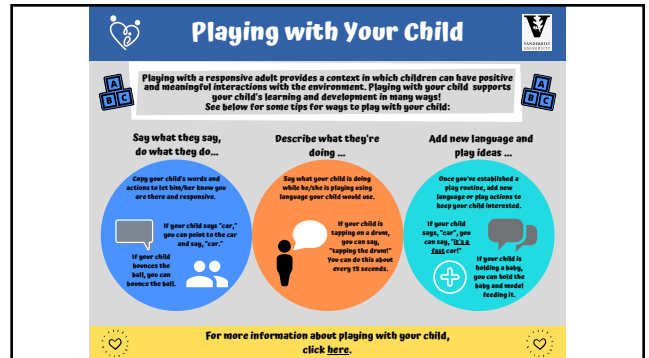 Playing with Your Child
V
VANDERBILT
UNIVERSITY
Playing with a responsive adult provides a context in which children can have positive
and meaningful interactions with the environment. Playing with your child supports
your child's learning and development in many ways!
See below for some tips for ways to play with your child:
A
B C
A
B C
Say what they say,
do what they do...
Copy your child's words and
actions to let him/her know you
are there and responsive.
If your child says "car,"
you can point to the car
and say, "car."
If your child
bounces the
ball, you can
bounce the ball.
Describe what they're
doing ...
Say what your child is doing
while he/she is playing using
language your child would use.
If your child is
tapping on a drum,
you can say,
"tapping the drum!"
You can do this about
every 15 seconds.
Add new language and
play ideas ...
Once you've established a
play routine, add new
language or play actions to
keep your child interested.
If your child
says, "car", you
can say, "it's a
fast car!"
If your child is
holding a baby,
you can hold the
baby and model
feeding it.
For more information about playing with your child,
click here.